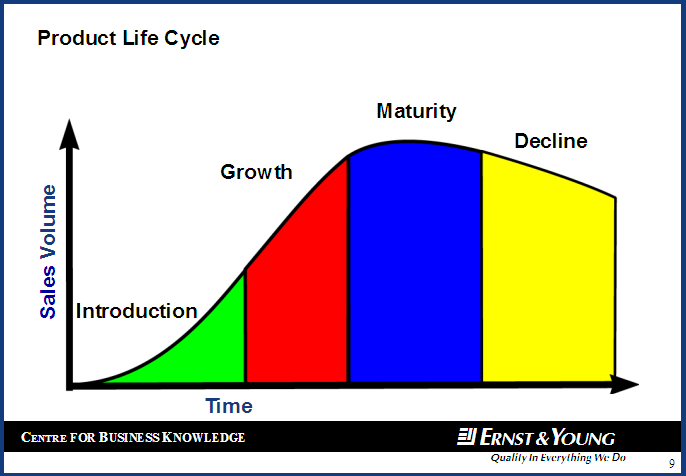 Product Life Cycle
Maturity
Decline
Growth
Introduction
Sales Volume
Time
CENTRE FOR BUSINESS KNOWLEDGE
ERNST & YOUNG
Quality In Everything We Do
9